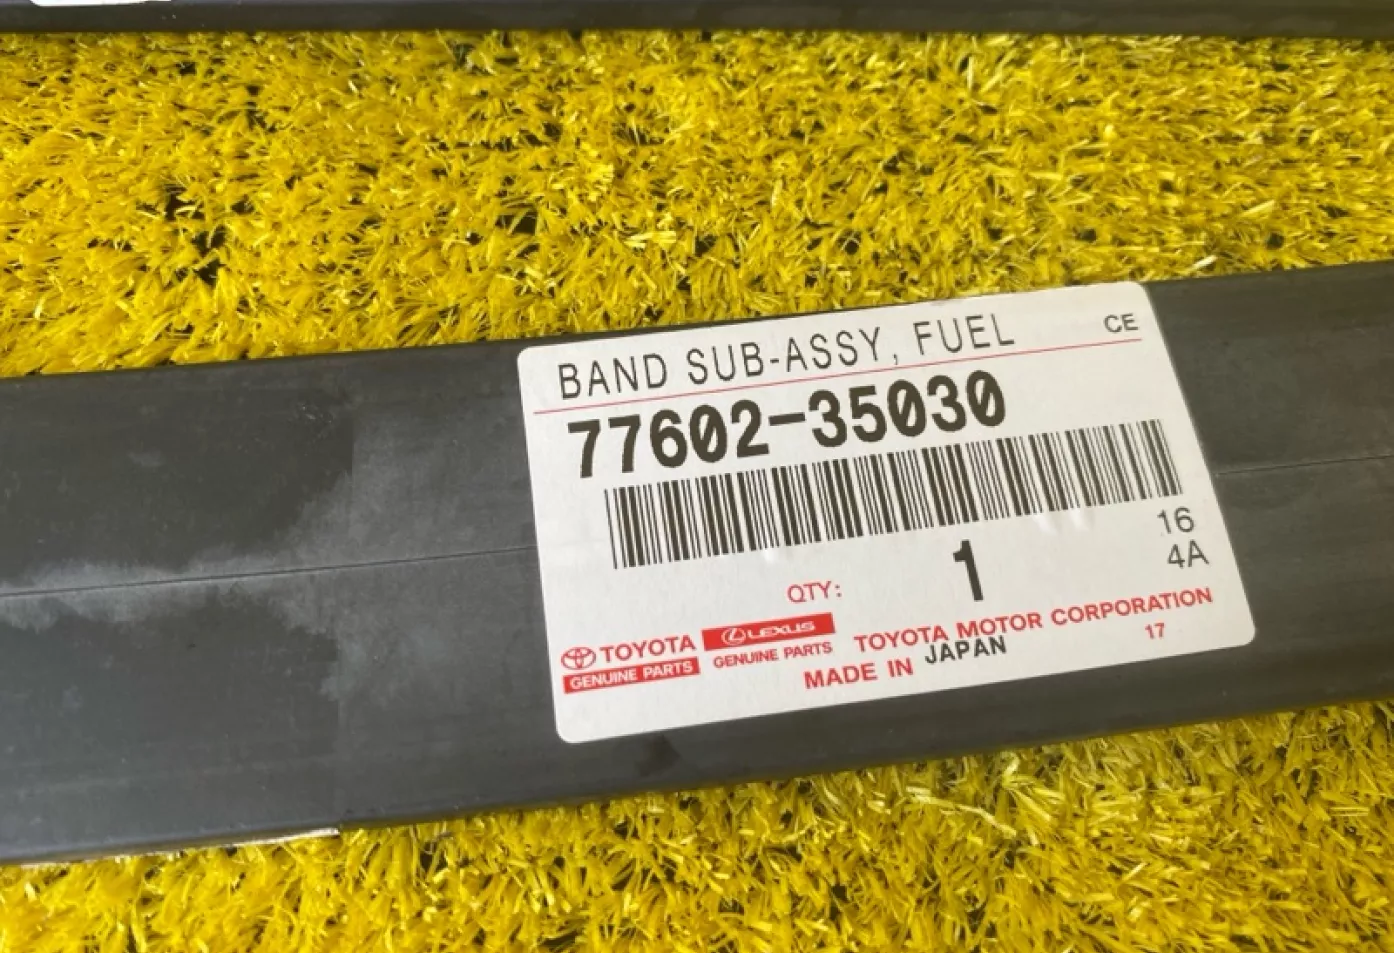 BAND SUB-ASSY, FUEL CE
77602-35030
16
QTY: 1 4A
TOYOTA LEXUS TOYOTA MOTOR CORPORATION
GENUINE PARTS GENUINE PARTS MADE IN JAPAN 17